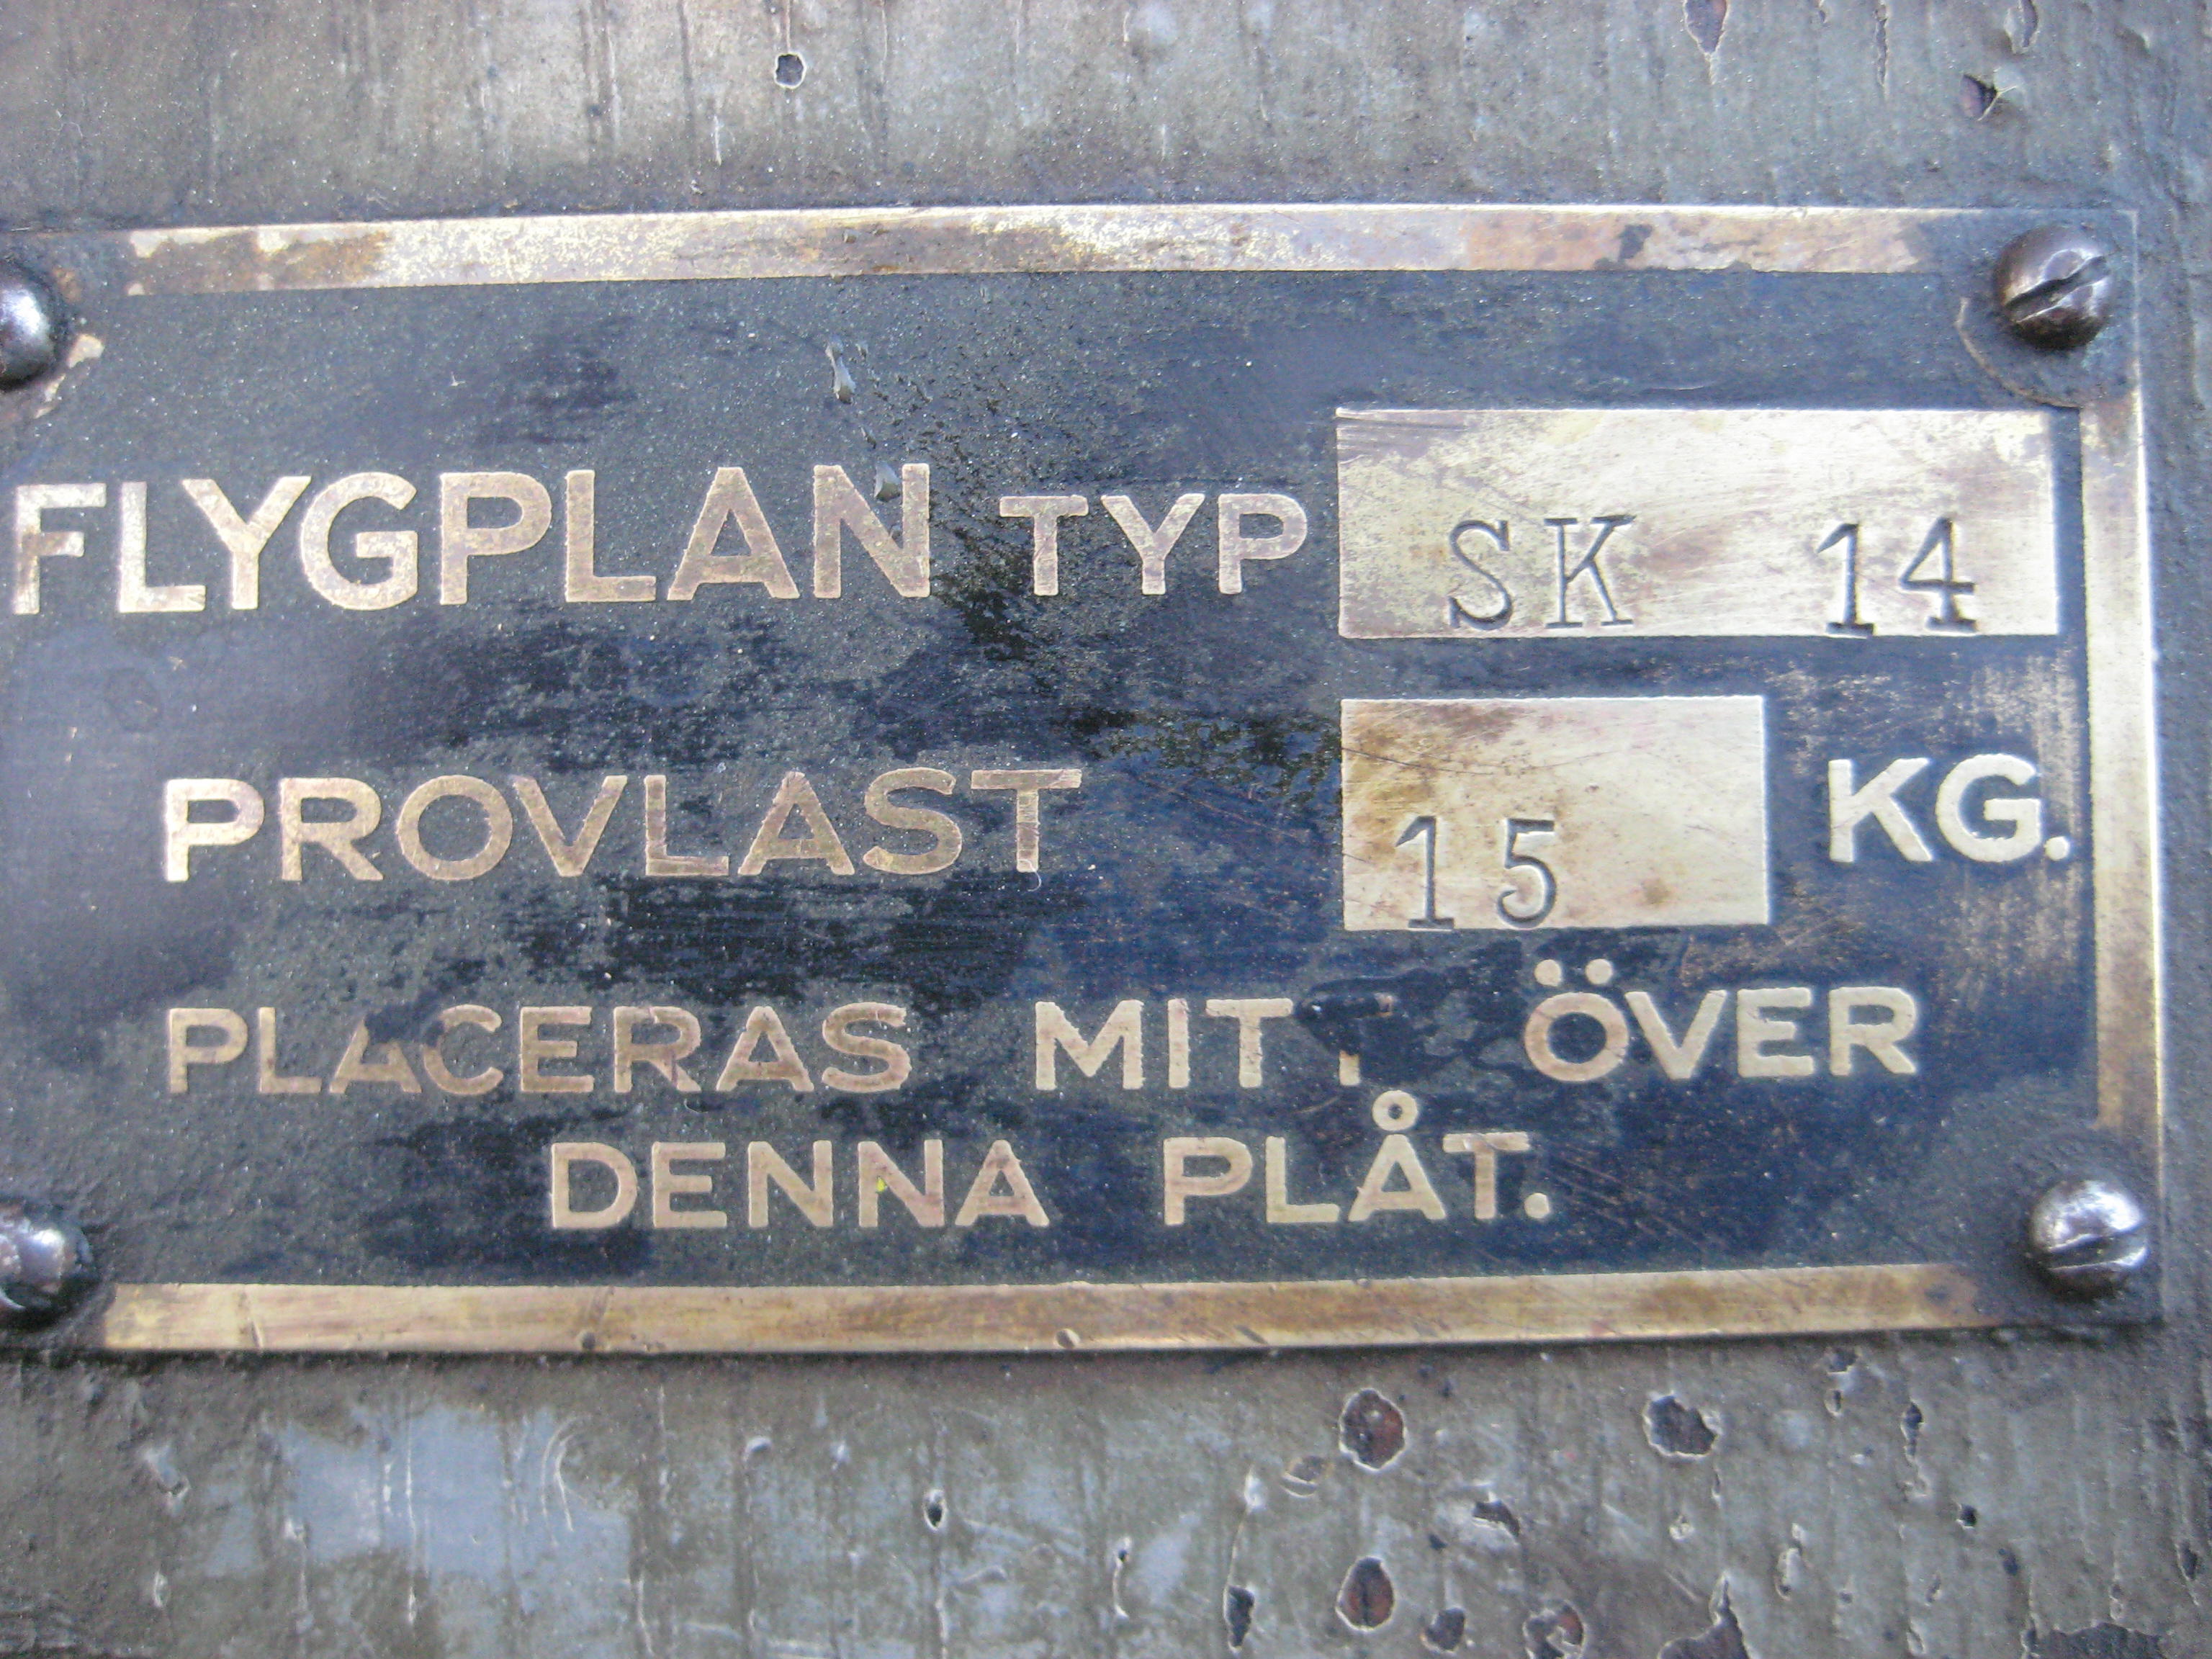 FLYGPLAN TYP SK 14
PROVLAST 15 KG.
PLACERAS MITT ÖVER
DENNA PLÅT.